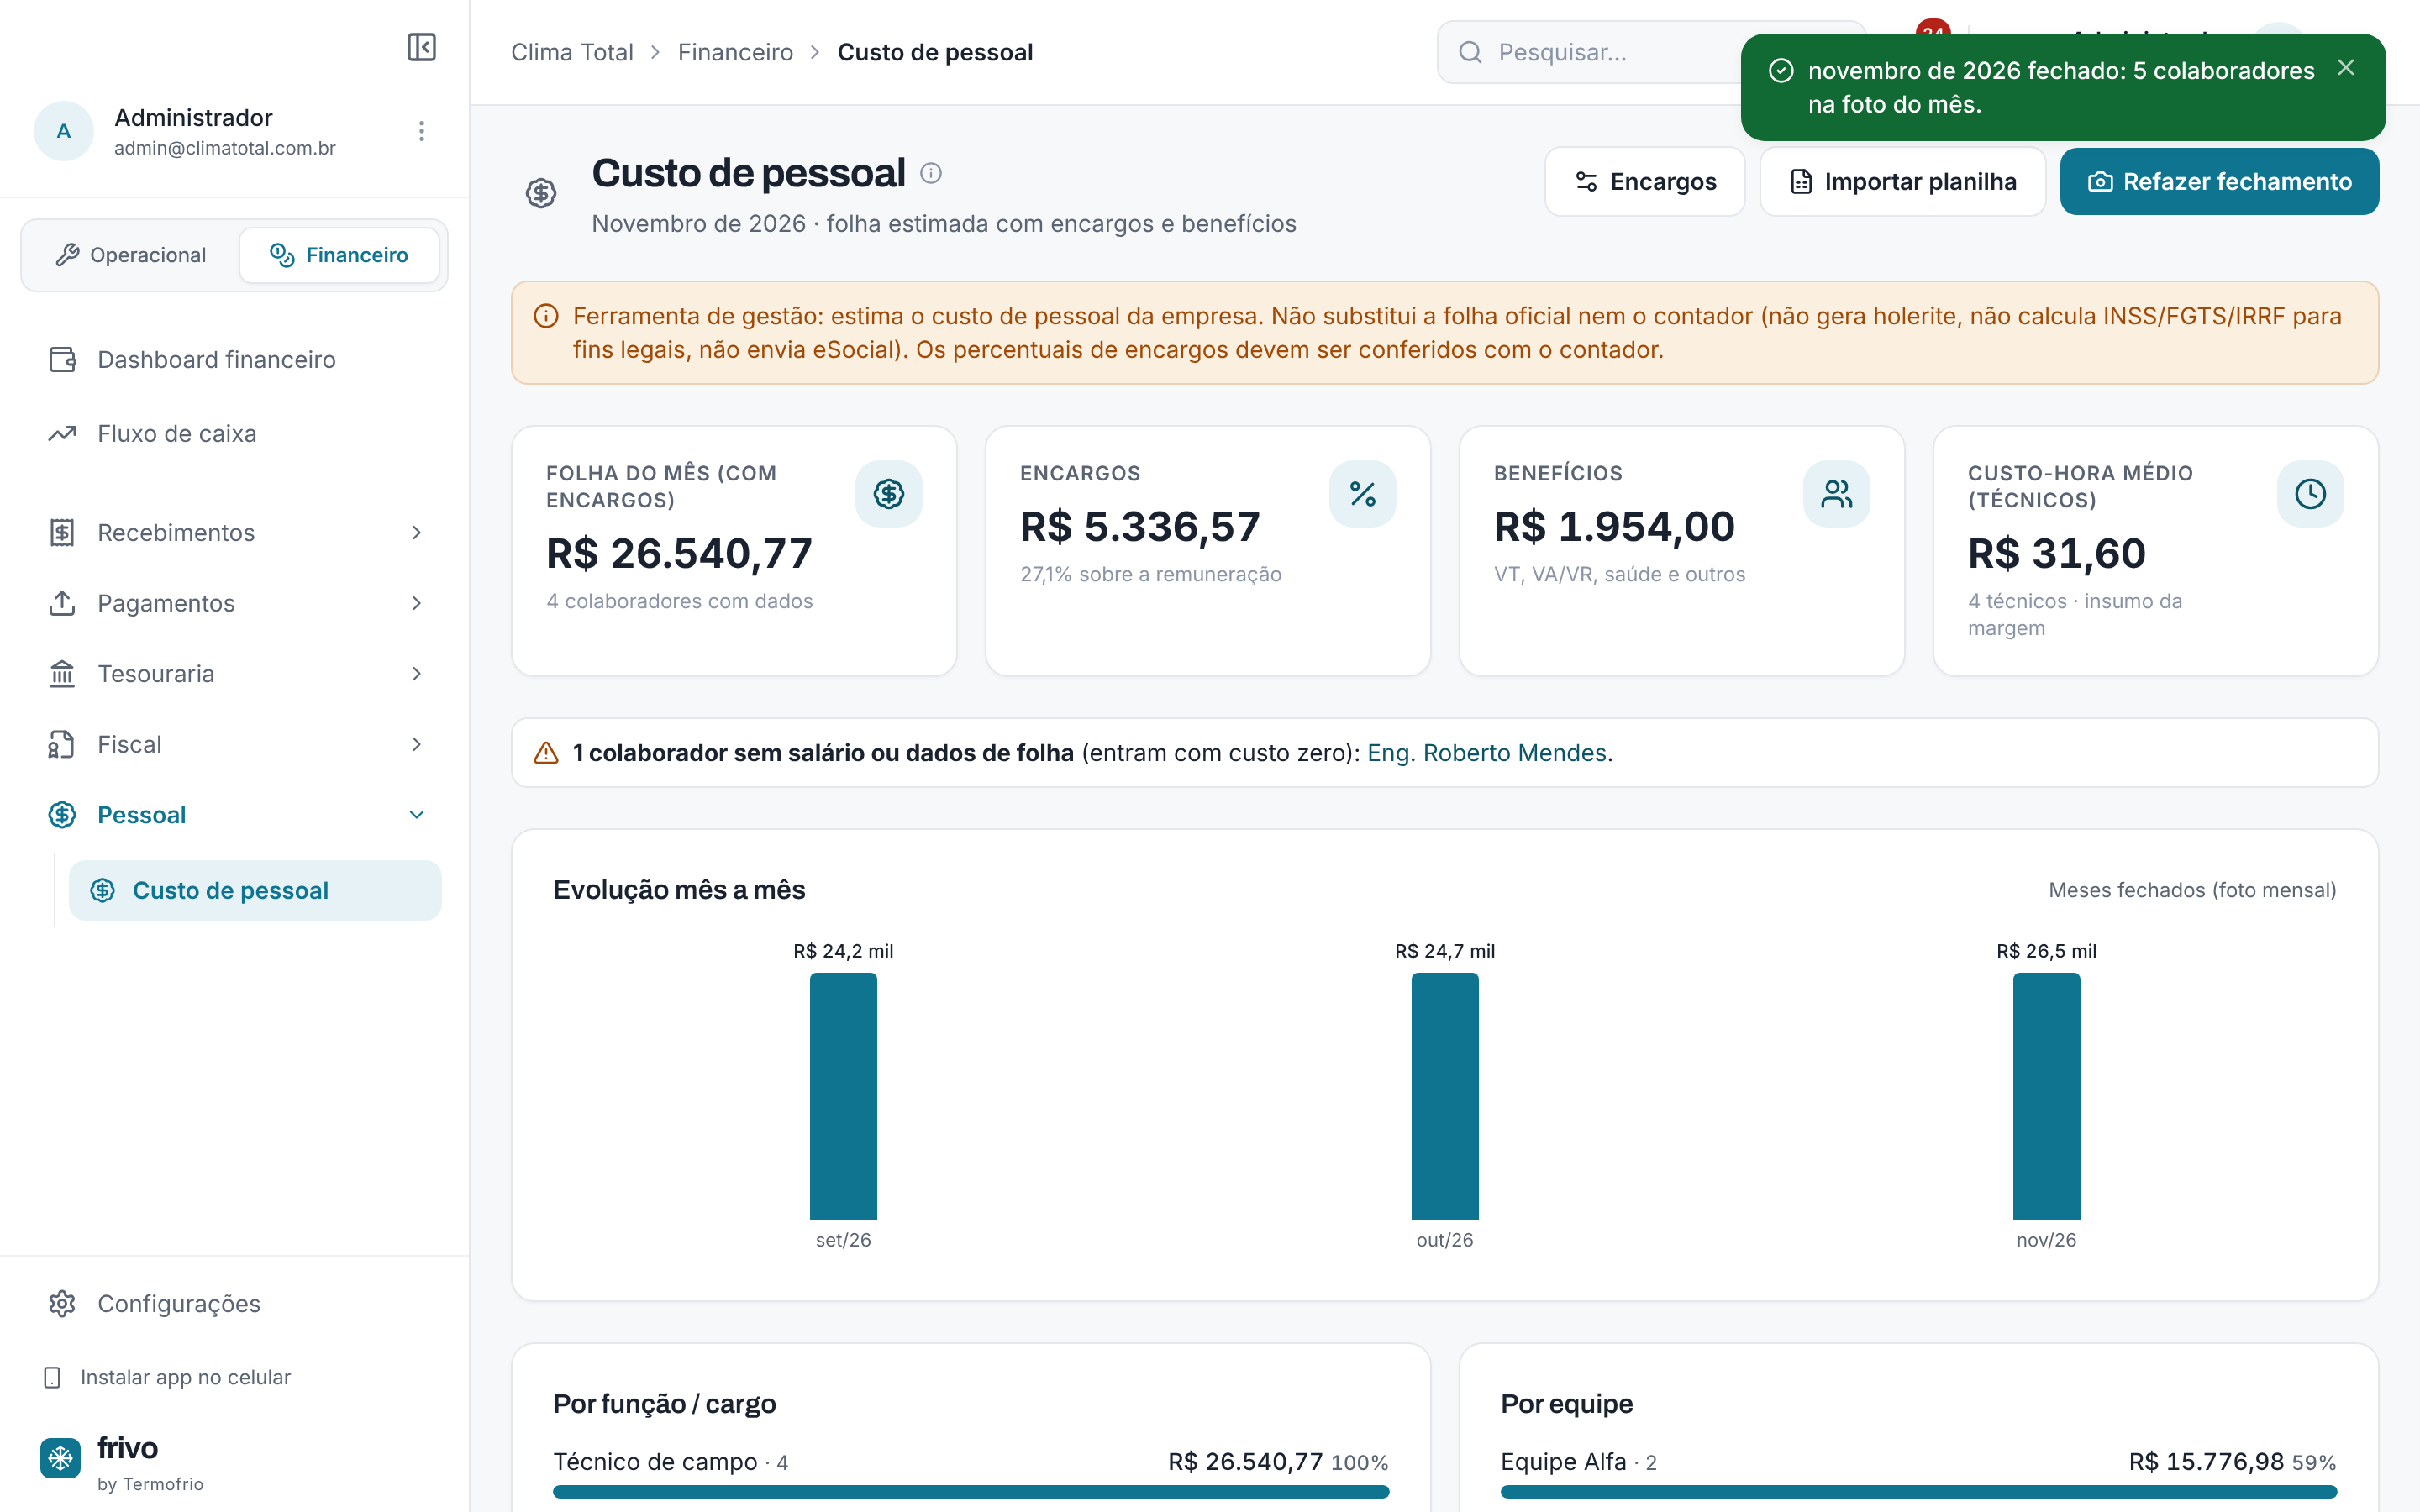 A
Administrador
admin@climatotal.com.br
Operacional
Financeiro
Dashboard financeiro
Fluxo de caixa
Recebimentos
Pagamentos
Tesouraria
Fiscal
Pessoal
Custo de pessoal
Configurações
Instalar app no celular
frivo
by Termofrio
Clima Total > Financeiro > Custo de pessoal
Pesquisar...
novembro de 2026 fechado: 5 colaboradores
na foto do mês.
Custo de pessoal
Novembro de 2026 · folha estimada com encargos e benefícios
Encargos
Importar planilha
Refazer fechamento
Ferramenta de gestão: estima o custo de pessoal da empresa. Não substitui a folha oficial nem o contador (não gera holerite, não calcula INSS/FGTS/IRRF para
fins legais, não envia eSocial). Os percentuais de encargos devem ser conferidos com o contador.
FOLHA DO MÊS (COM
ENCARGOS)
R$ 26.540,77
4 colaboradores com dados
ENCARGOS
R$ 5.336,57
27,1% sobre a remuneração
BENEFÍCIOS
R$ 1.954,00
VT, VA/VR, saúde e outros
CUSTO-HORA MÉDIO
(TÉCNICOS)
R$ 31,60
4 técnicos · insumo da
margem
1 colaborador sem salário ou dados de folha (entram com custo zero): Eng. Roberto Mendes.
Evolução mês a mês
Meses fechados (foto mensal)
R$ 24,2 mil
R$ 24,7 mil
R$ 26,5 mil
set/26
out/26
nov/26
Por função / cargo
Técnico de campo · 4
R$ 26.540,77 100%
Por equipe
Equipe Alfa · 2
R$ 15.776,98 59%